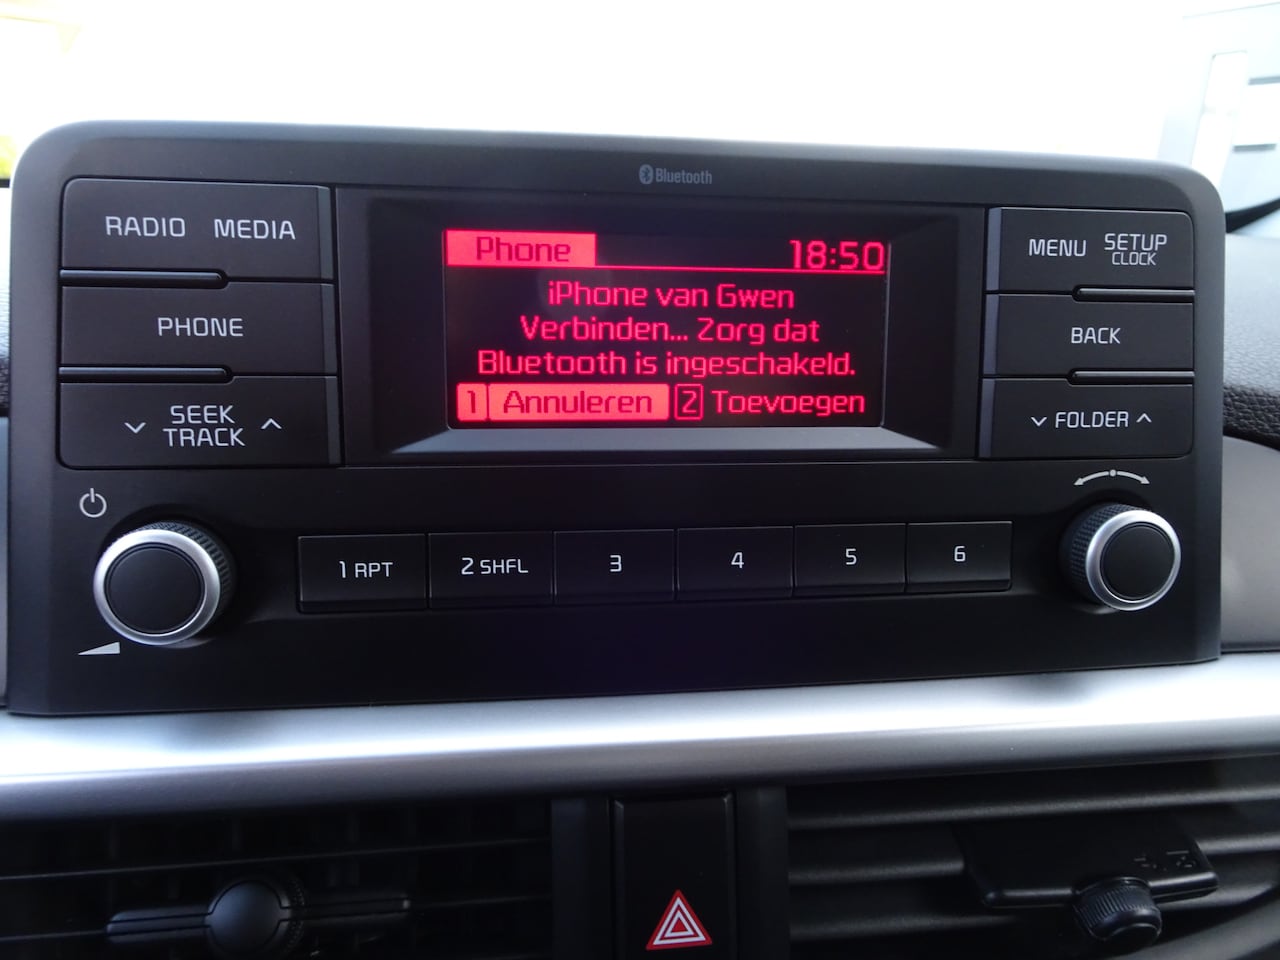 Bluetooth
RADIO MEDIA
PHONE
SEEK
TRACK
Phone 18:50
iPhone van Gwen
Verbinden... Zorg dat
Bluetooth is ingeschakeld.
1 Annuleren 2 Toevoegen
MENU SETUP
CLOCK
BACK
FOLDER
1 RPT 2 SHFL 3 4 5 6